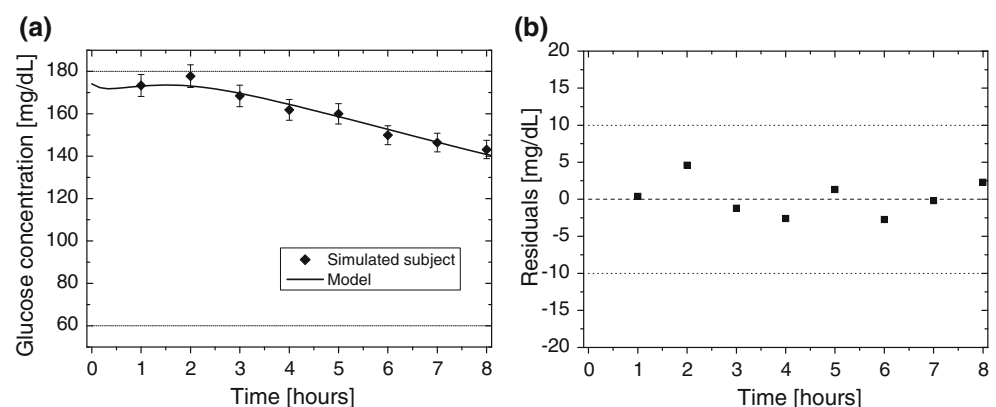 (a)
Glucose concentration [mg/dL]
180
160
140
120
100
80
60
Simulated subject
Model
0 1 2 3 4 5 6 7 8
Time [hours]
(b)
Residuals [mg/dL]
20
15
10
5
0
-5
-10
-15
-20
0 1 2 3 4 5 6 7 8
Time [hours]